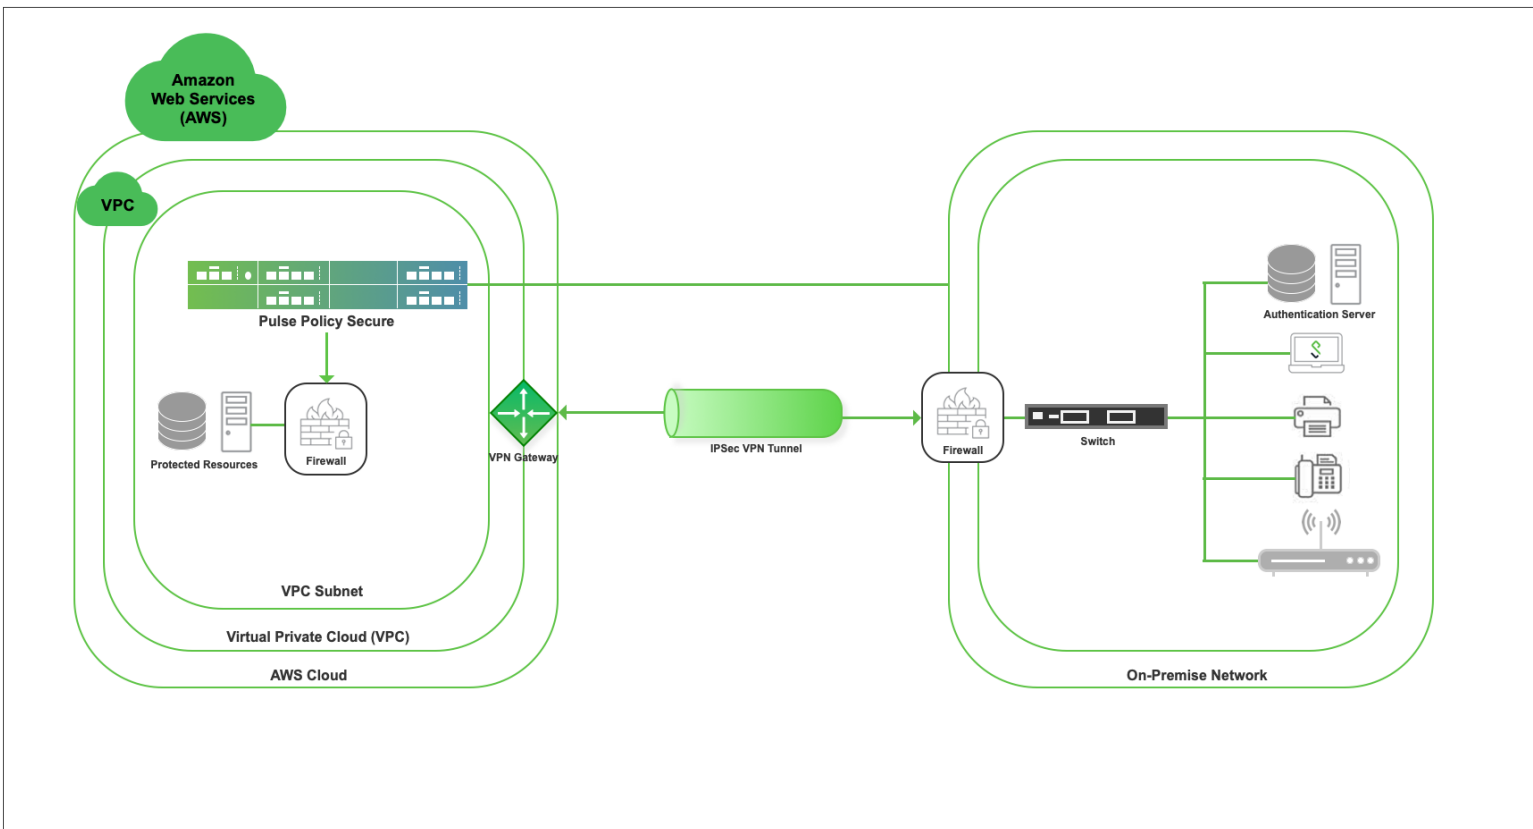 Amazon
Web Services
(AWS)
VPC
Pulse Policy Secure
Authentication Server
Protected Resources
Firewall
VPN Gateway
IPSec VPN Tunnel
Firewall
Switch
VPC Subnet
Virtual Private Cloud (VPC)
AWS Cloud
On-Premise Network